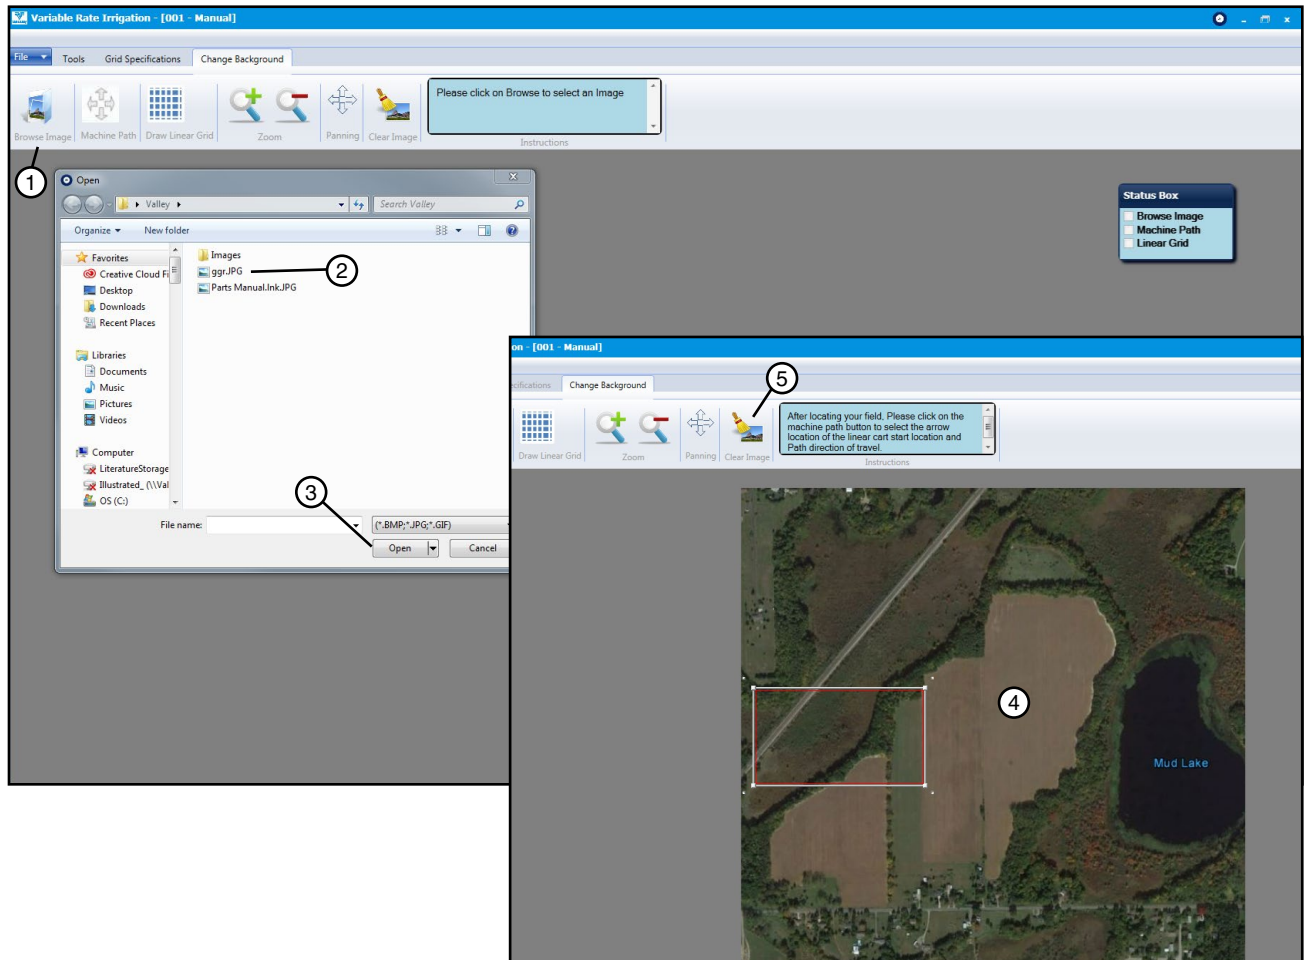 Variable Rate Irrigation - [001 - Manual]
File
Tools
Grid Specifications
Change Background
Please click on Browse to select an Image
Browse Image
Machine Path
Draw Linear Grid
Zoom
Panning
Clear Image
Instructions
1
Open
Valley
Search Valley
Organize
New folder
Favorites
Creative Cloud Fi
Desktop
Downloads
Recent Places
Libraries
Documents
Music
Pictures
Videos
Computer
LiteratureStorage
Illustrated_ (\\Val
OS (C:)
Images
ggr.JPG
2
Parts Manual.lnk.JPG
3
File name:
(*.BMP;*.JPG;*.GIF)
Open
Cancel
Status Box
Browse Image
Machine Path
Linear Grid
on - [001 - Manual]
ecifications
Change Background
5
After locating your field, Please click on the
machine path button to select the arrow
location of the linear cart start location and
Path direction of travel.
Draw Linear Grid
Zoom
Panning
Clear Image
Instructions
4
Mud Lake